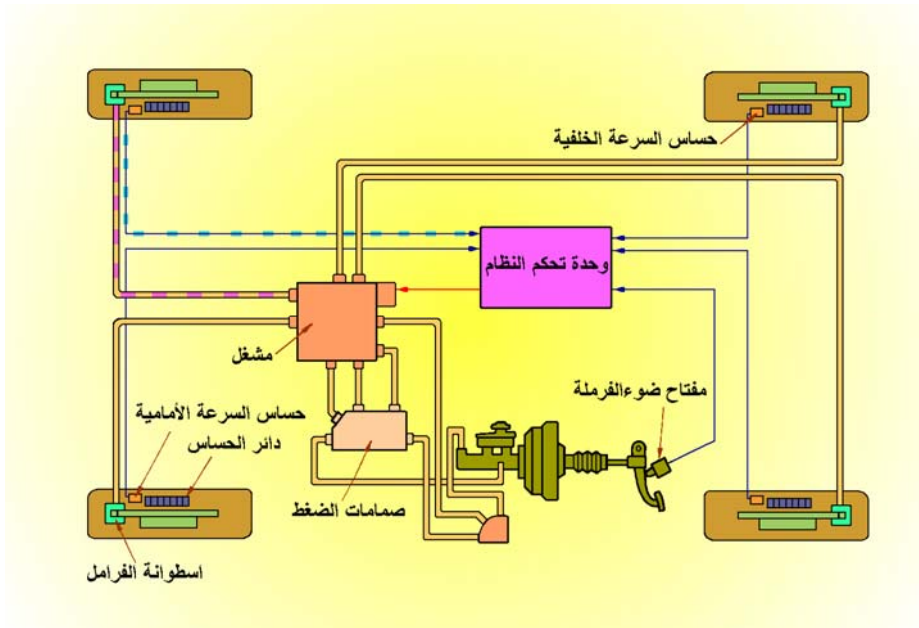 حساس السرعة الخلفية
وحدة تحكم النظام
مشغل
مفتاح ضوءالفرملة
حساس السرعة الأمامية
دائر الحساس
صمامات الضغط
اسطوانة الفرامل